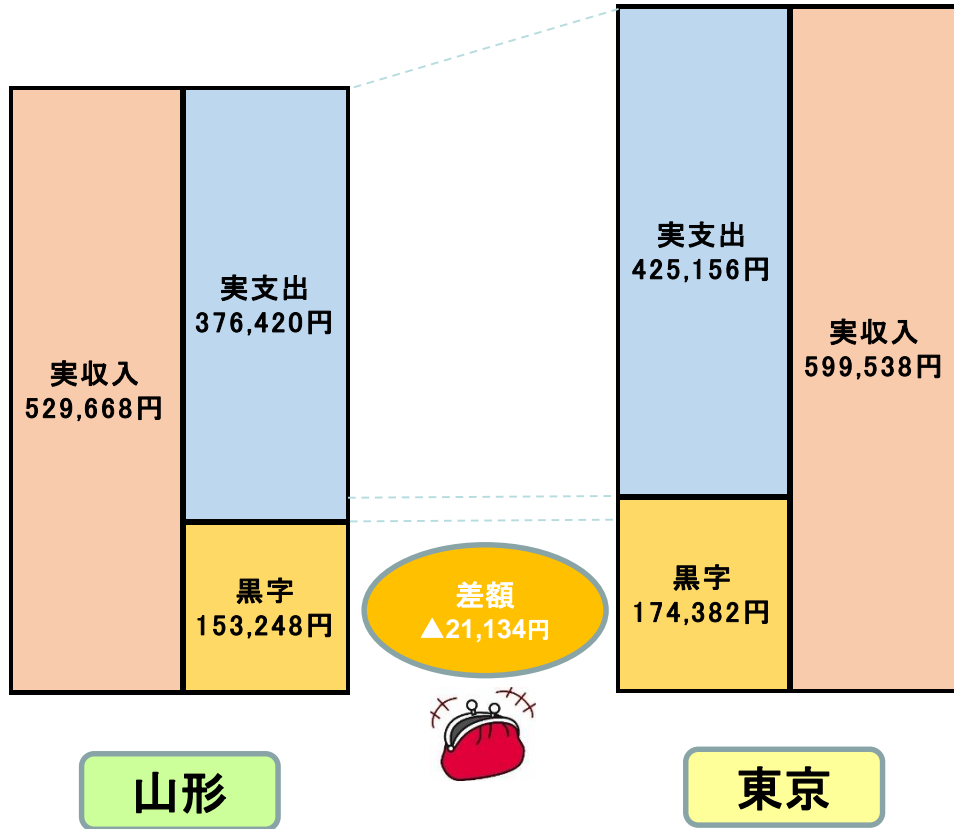 実収入
529,668円
実支出
376,420円
黒字
153,248円
差額
▲21,134円
実支出
425,156円
黒字
174,382円
実収入
599,538円
山形
東京